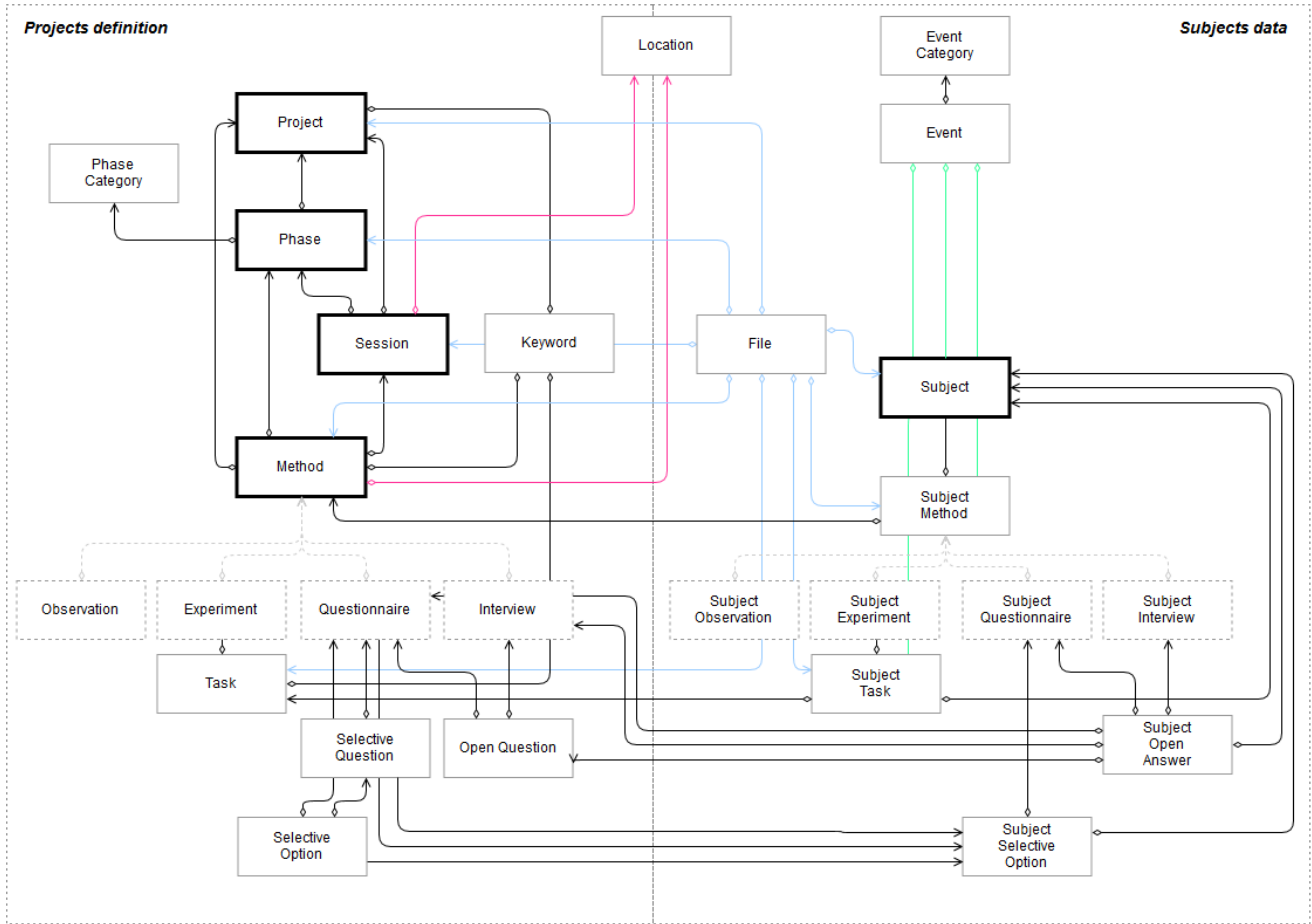 Projects definition
Subjects data
Location
Event
Category
Project
Event
Phase
Category
Phase
Session
Keyword
File
Subject
Method
Subject
Method
Observation
Experiment
Questionnaire
Interview
Subject
Observation
Subject
Experiment
Subject
Questionnaire
Subject
Interview
Task
Subject
Task
Selective
Question
Open Question
Subject
Open
Answer
Selective
Option
Subject
Selective
Option